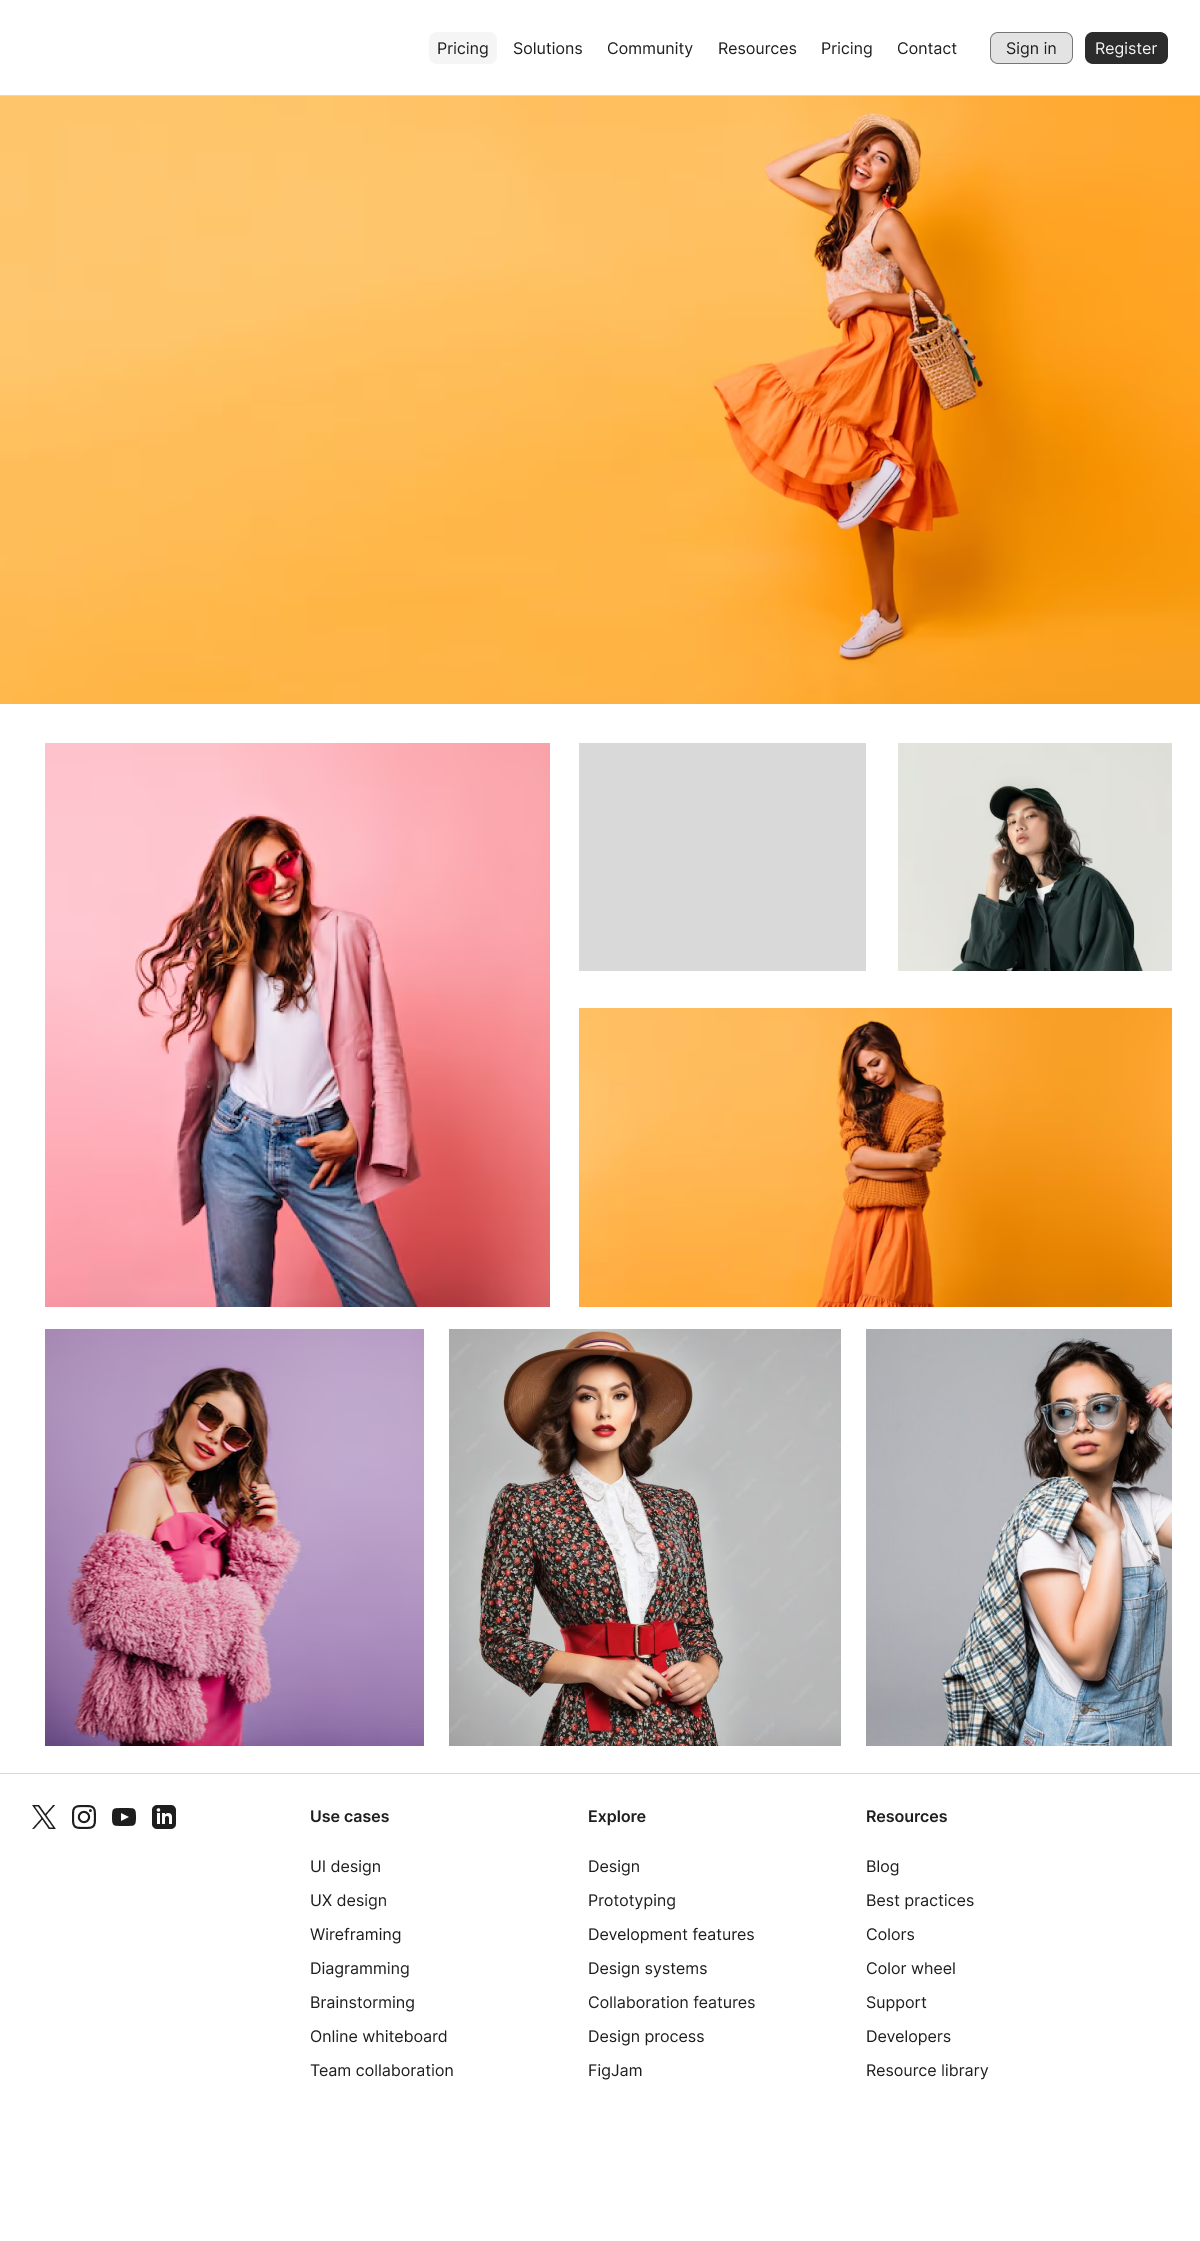 Pricing Solutions Community Resources Pricing Contact Sign in Register
Use cases
UI design
UX design
Wireframing
Diagramming
Brainstorming
Online whiteboard
Team collaboration
Explore
Design
Prototyping
Development features
Design systems
Collaboration features
Design process
FigJam
Resources
Blog
Best practices
Colors
Color wheel
Support
Developers
Resource library